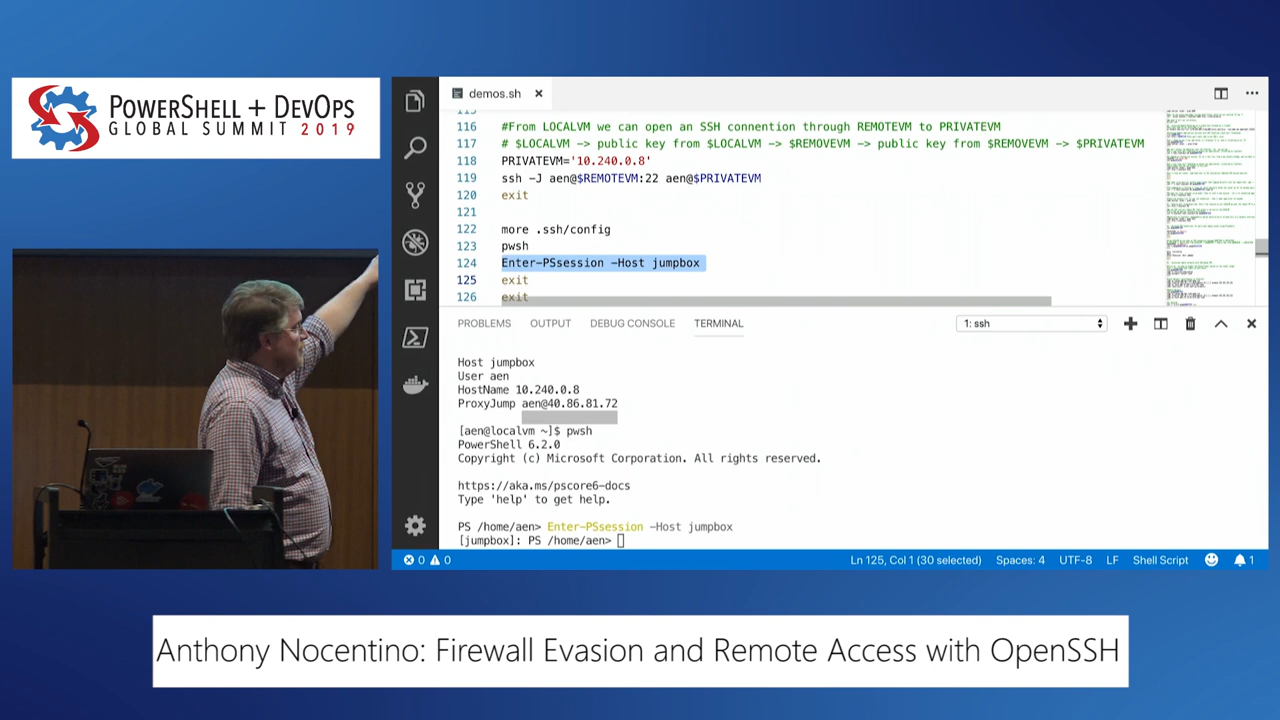 POWERSHELL + DEVOPS
GLOBAL SUMMIT 2019
demos.sh
115
116 #From LOCALVM we can open an SSH connention through REMOTEVM to PRIVATEVM
117 #$LOCALVM -> public key from $LOCALVM -> $REMOVEVM -> public key from $REMOVEVM -> $PRIVATEVM
118 PRIVATEVM='10.240.0.8'
119 ssh -J aen@$REMOTEVM:22 aen@$PRIVATEVM
120 exit
121
122 more .ssh/config
123 pwsh
124 Enter-PSsession -Host jumpbox
125 exit
126 exit
PROBLEMS OUTPUT DEBUG CONSOLE TERMINAL 1: ssh
Host jumpbox
User aen
HostName 10.240.0.8
ProxyJump aen@40.86.81.72
[aen@localvm ~]$ pwsh
PowerShell 6.2.0
Copyright (c) Microsoft Corporation. All rights reserved.
https://aka.ms/pscore6-docs
Type 'help' to get help.
PS /home/aen> Enter-PSsession -Host jumpbox
[jumpbox]: PS /home/aen>
0 0 Ln 125, Col 1 (30 selected) Spaces: 4 UTF-8 LF Shell Script 1
Anthony Nocentino: Firewall Evasion and Remote Access with OpenSSH